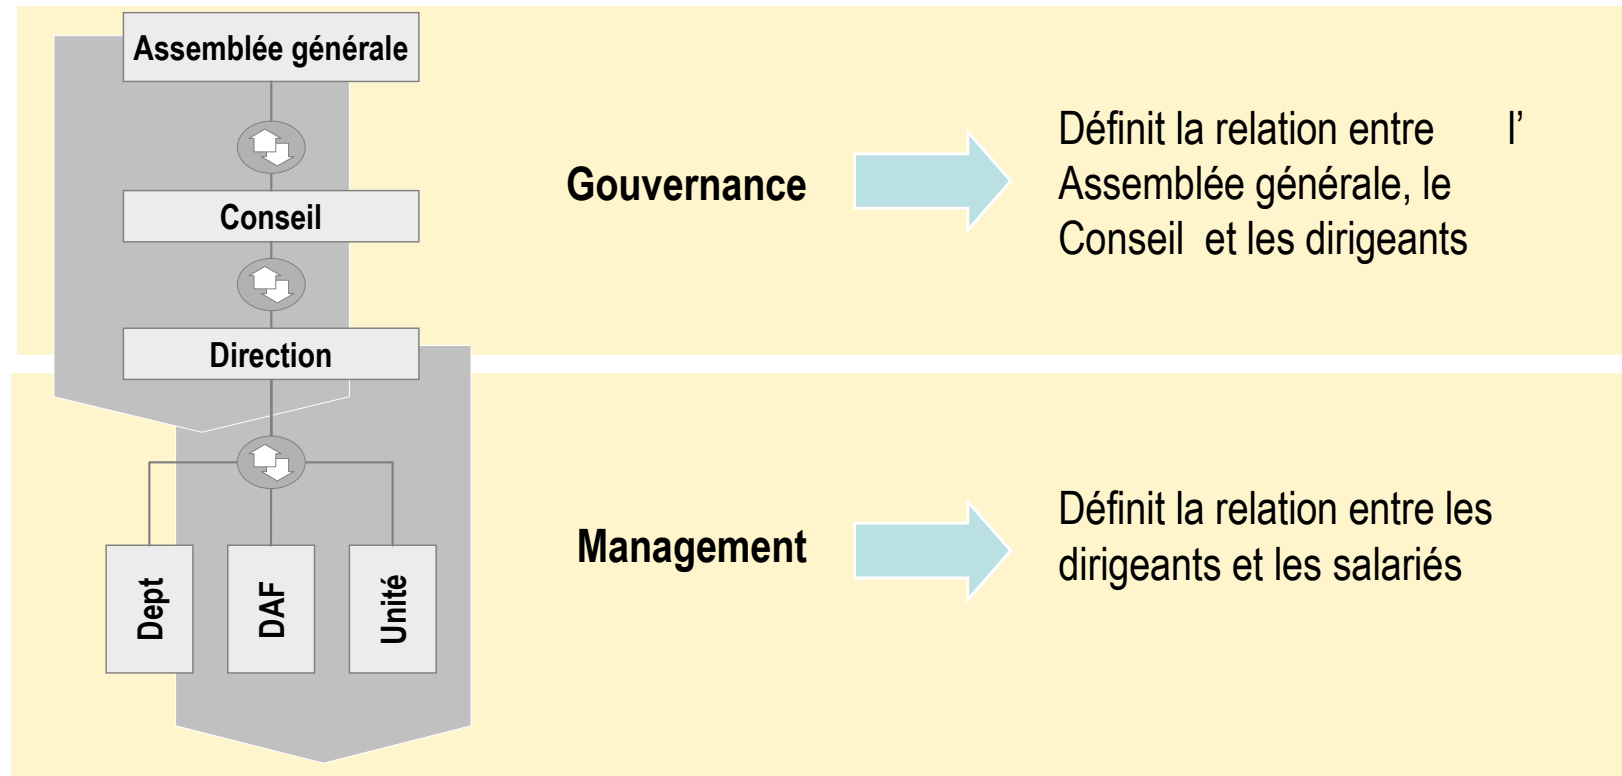 Assemblée générale
Conseil
Direction
Dept
DAF
Unité
Gouvernance
Définit la relation entre l’
Assemblée générale, le
Conseil et les dirigeants
Management
Définit la relation entre les
dirigeants et les salariés